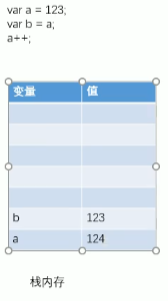 var a = 123;
var b = a;
a++;
变量 值
b 123
a 124
栈内存